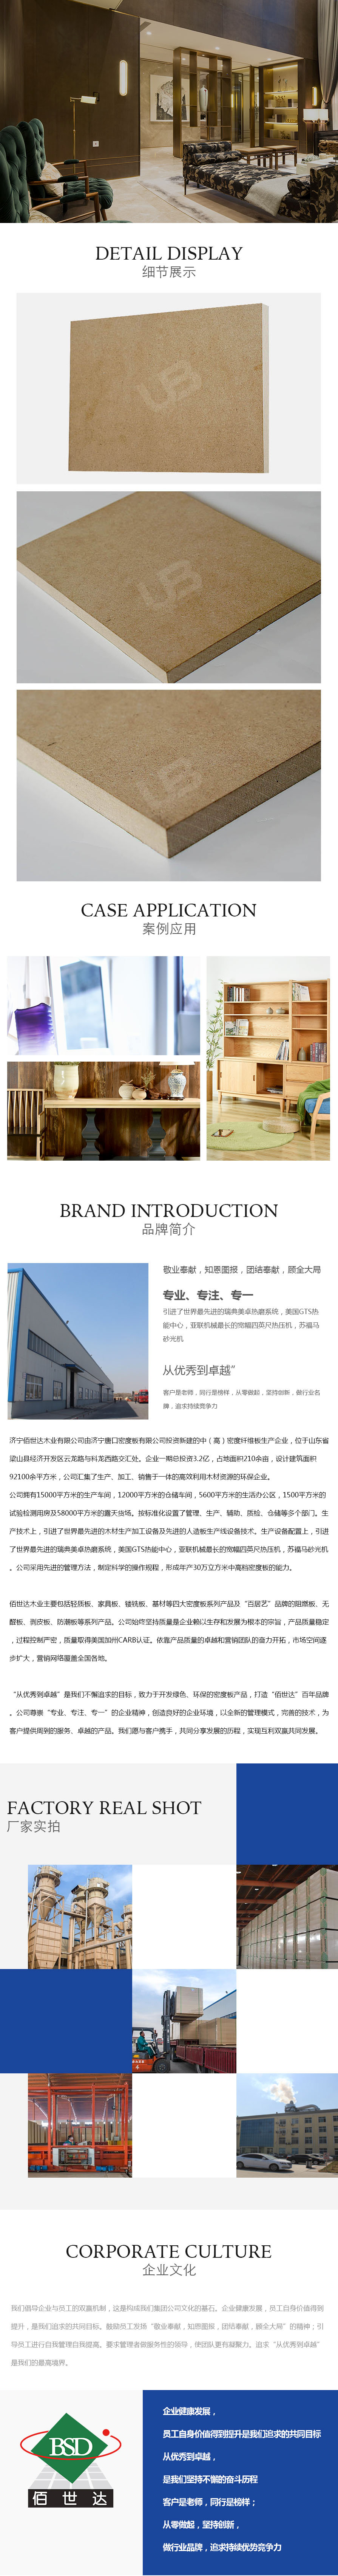 DETAIL DISPLAY
细节展示
UB
UB
UB
CASE APPLICATION
案例应用
BRAND INTRODUCTION
品牌简介
敬业奉献，知恩图报，团结奉献，顾全大局
专业、专注、专一
引进了世界最先进的瑞典美卓热磨系统，美国GTS热
能中心，亚联机械最长的宽幅四英尺热压机，苏福马
砂光机
从优秀到卓越”
客户是老师，同行是榜样，从零做起，坚持创新，做行业名
牌，追求持续竞争力
济宁佰世达木业有限公司由济宁唐口密度板有限公司投资新建的中（高）密度纤维板生产企业，位于山东省
梁山县经济开发区云龙路与科龙西路交汇处。企业一期总投资3.2亿，占地面积210余亩，设计建筑面积
92100余平方米，公司汇集了生产、加工、销售于一体的高效利用木材资源的环保企业。
公司拥有15000平方米的生产车间，12000平方米的仓储车间，5600平方米的生活办公区，1500平方米的
试验检测用房及58000平方米的露天货场。按标准化设置了管理、生产、辅助、质检、仓储等多个部门。生
产技术上，引进了世界最先进的木材生产加工设备及先进的人造板生产线设备技术。生产设备配置上，引进
了世界最先进的瑞典美卓热磨系统，美国GTS热能中心，亚联机械最长的宽幅四英尺热压机，苏福马砂光机
。公司采用先进的管理方法，制定科学的操作规程，形成年产30万立方米中高档密度板的能力。
佰世达木业主要包括轻质板、家具板、镂铣板、基材等四大密度板系列产品及“百居艺”品牌的阻燃板、无
醛板、剥皮板、防潮板等系列产品。公司始终坚持质量是企业赖以生存和发展为根本的宗旨，产品质量稳定
，过程控制严密，质量取得美国加州CARB认证。依靠产品质量的卓越和营销团队的奋力开拓，市场空间逐
步扩大，营销网络覆盖全国各地。
“从优秀到卓越”是我们不懈追求的目标，致力于开发绿色、环保的密度板产品，打造“佰世达”百年品牌
。公司尊崇“专业、专注、专一”的企业精神，创造良好的企业环境，以全新的管理模式，完善的技术，为
客户提供周到的服务、卓越的产品。我们愿与客户携手，共同分享发展的历程，实现互利双赢共同发展。
FACTORY REAL SHOT
厂家实拍
CORPORATE CULTURE
企业文化
我们倡导企业与员工的双赢机制，这是构成我们集团公司文化的基石。企业健康发展，员工自身价值得到
提升，是我们追求的共同目标。鼓励员工发扬“敬业奉献，知恩图报，团结奉献，顾全大局”的精神；引
导员工进行自我管理自我提高。要求管理者做服务性的领导，使团队更有凝聚力。追求“从优秀到卓越”
是我们的最高境界。
BSD
佰世达
企业健康发展，
员工自身价值得到提升是我们追求的共同目标
从优秀到卓越，
是我们坚持不懈的奋斗历程
客户是老师，同行是榜样；
从零做起，坚持创新，
做行业品牌，追求持续优势竞争力